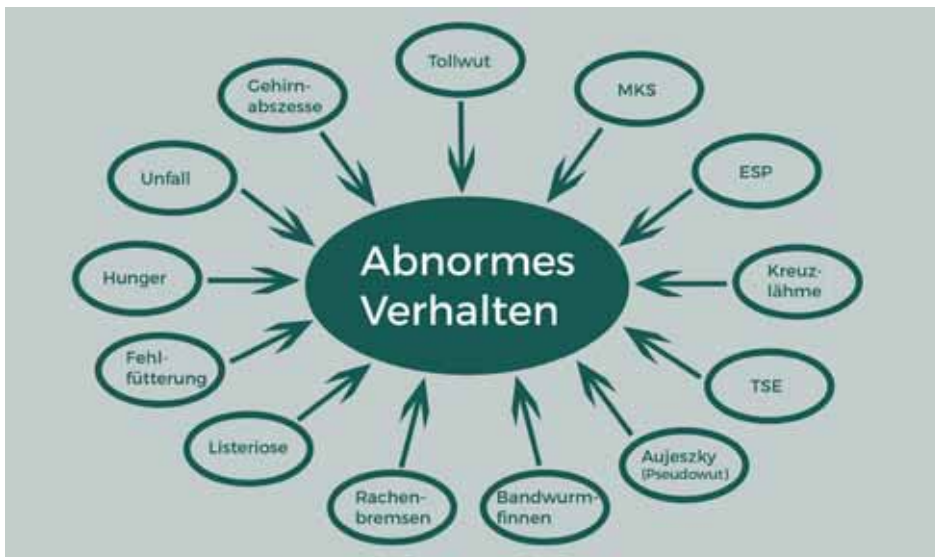 Tollwut
MKS
ESP
Kreuz-
lähme
TSE
Aujeszky
(Pseudowut)
Bandwurm-
finnen
Rachen-
bremsen
Listeriose
Fehl-
fütterung
Hunger
Unfall
Gehirn-
abszesse
Abnormes
Verhalten